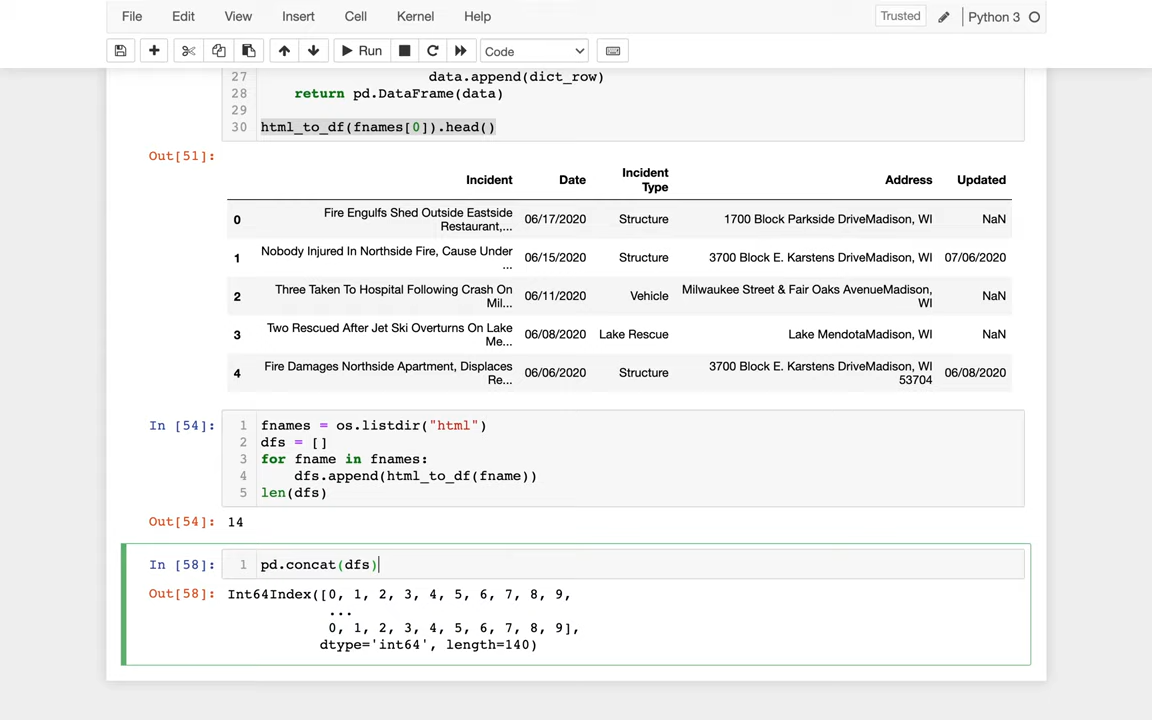 File Edit View Insert Cell Kernel Help Trusted Python 3
Run Code
27 data.append(dict_row)
28 return pd.DataFrame(data)
29
30 html_to_df(fnames[0]).head()
Out[51]:
Incident Date Incident Type Address Updated
0 Fire Engulfs Shed Outside Eastside Restaurant,... 06/17/2020 Structure 1700 Block Parkside DriveMadison, WI NaN
1 Nobody Injured In Northside Fire, Cause Under ... 06/15/2020 Structure 3700 Block E. Karstens DriveMadison, WI 07/06/2020
2 Three Taken To Hospital Following Crash On Mil... 06/11/2020 Vehicle Milwaukee Street & Fair Oaks AvenueMadison, WI NaN
3 Two Rescued After Jet Ski Overturns On Lake Me... 06/08/2020 Lake Rescue Lake MendotaMadison, WI NaN
4 Fire Damages Northside Apartment, Displaces Re... 06/06/2020 Structure 3700 Block E. Karstens DriveMadison, WI 53704 06/08/2020
In [54]: 1 fnames = os.listdir("html")
2 dfs = []
3 for fname in fnames:
4 dfs.append(html_to_df(fname))
5 len(dfs)
Out[54]: 14
In [58]: 1 pd.concat(dfs)
Out[58]: Int64Index([0, 1, 2, 3, 4, 5, 6, 7, 8, 9,
...
0, 1, 2, 3, 4, 5, 6, 7, 8, 9],
dtype='int64', length=140)